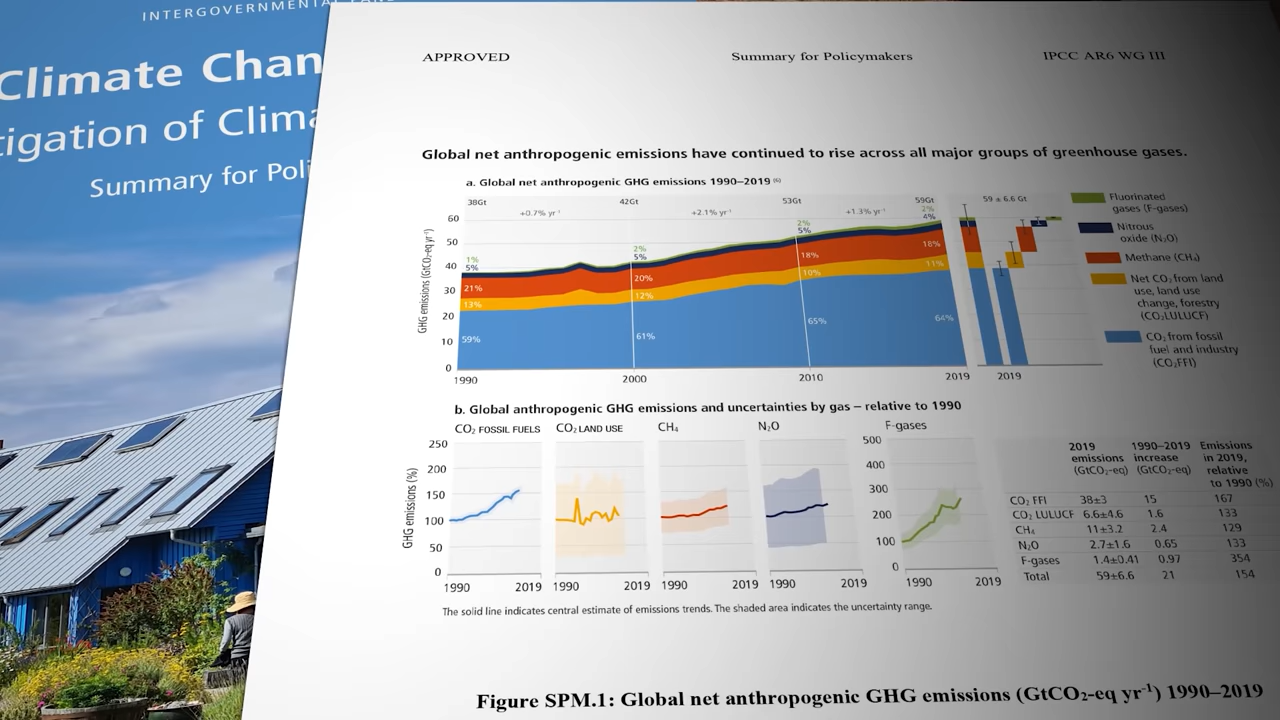 INTERGOVERNMENTAL
Climate Chan
tigation of Clima
Summary for Poli
APPROVED Summary for Policymakers IPCC AR6 WG III
Global net anthropogenic emissions have continued to rise across all major groups of greenhouse gases.
a. Global net anthropogenic GHG emissions 1990–2019 (6)
GHG emissions (GtCO₂-eq yr⁻¹)
60
50
40
30
20
10
0
38Gt 42Gt 53Gt 59Gt 59 ± 6.6 Gt
+0.7% yr⁻¹ +2.1% yr⁻¹ +1.3% yr⁻¹
1% 2% 2% 2%
5% 5% 5% 4%
21% 20% 18% 18%
13% 12% 10% 11%
59% 61% 65% 64%
1990 2000 2010 2019 2019
Fluorinated
gases (F-gases)
Nitrous
oxide (N₂O)
Methane (CH₄)
Net CO₂ from land
use, land use
change, forestry
(CO₂LULUCF)
CO₂ from fossil
fuel and industry
(CO₂FFI)
b. Global anthropogenic GHG emissions and uncertainties by gas – relative to 1990
CO₂ FOSSIL FUELS CO₂ LAND USE CH₄ N₂O F-gases
GHG emissions (%)
250
200
150
100
50
0
500
400
300
200
100
0
1990 2019 1990 2019 1990 2019 1990 2019 1990 2019
2019
emissions
(GtCO₂-eq)
1990–2019
increase
(GtCO₂-eq)
Emissions
in 2019,
relative
to 1990 (%)
CO₂ FFI 38±3 15 167
CO₂ LULUCF 6.6±4.6 1.6 133
CH₄ 11±3.2 2.4 129
N₂O 2.7±1.6 0.65 133
F-gases 1.4±0.41 0.97 354
Total 59±6.6 21 154
The solid line indicates central estimate of emissions trends. The shaded area indicates the uncertainty range.
Figure SPM.1: Global net anthropogenic GHG emissions (GtCO₂-eq yr⁻¹) 1990–2019